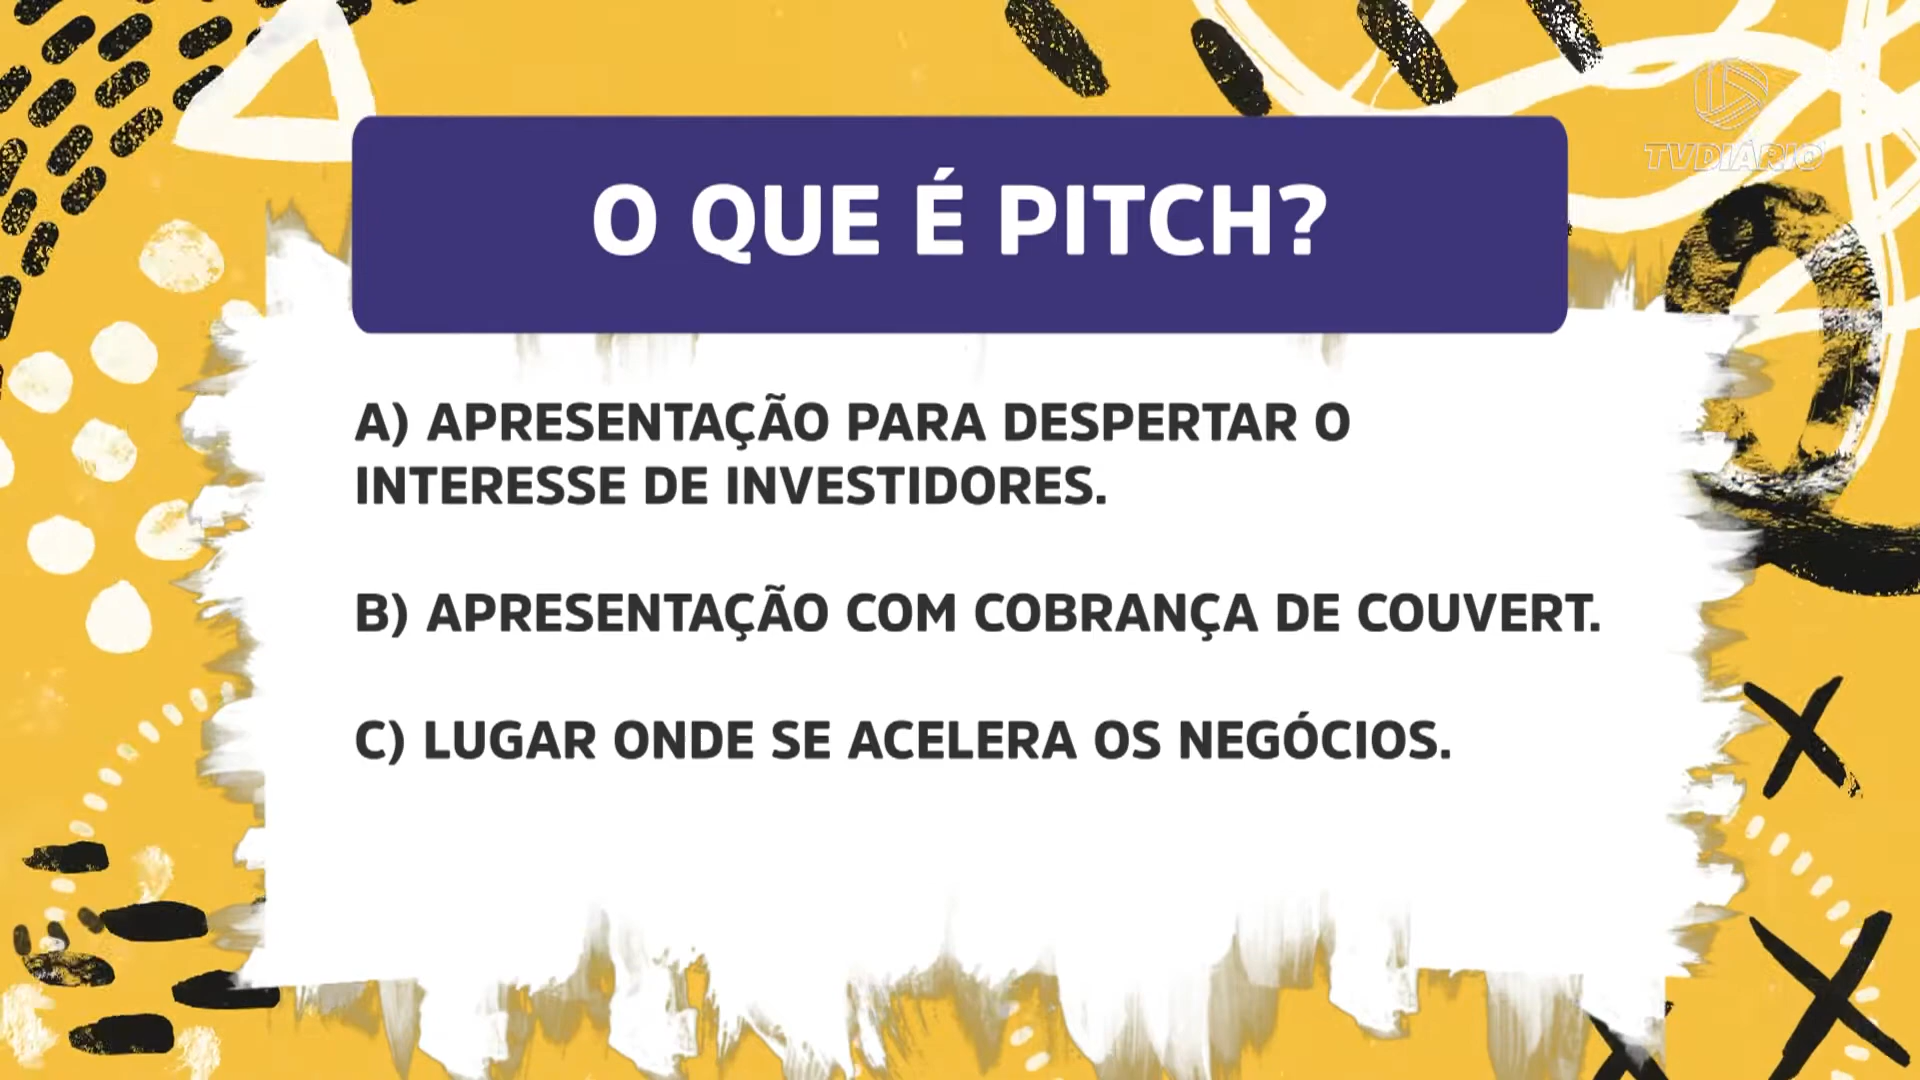 TVDIÁRIO
O QUE É PITCH?
A) APRESENTAÇÃO PARA DESPERTAR O
INTERESSE DE INVESTIDORES.
B) APRESENTAÇÃO COM COBRANÇA DE COUVERT.
C) LUGAR ONDE SE ACELERA OS NEGÓCIOS.